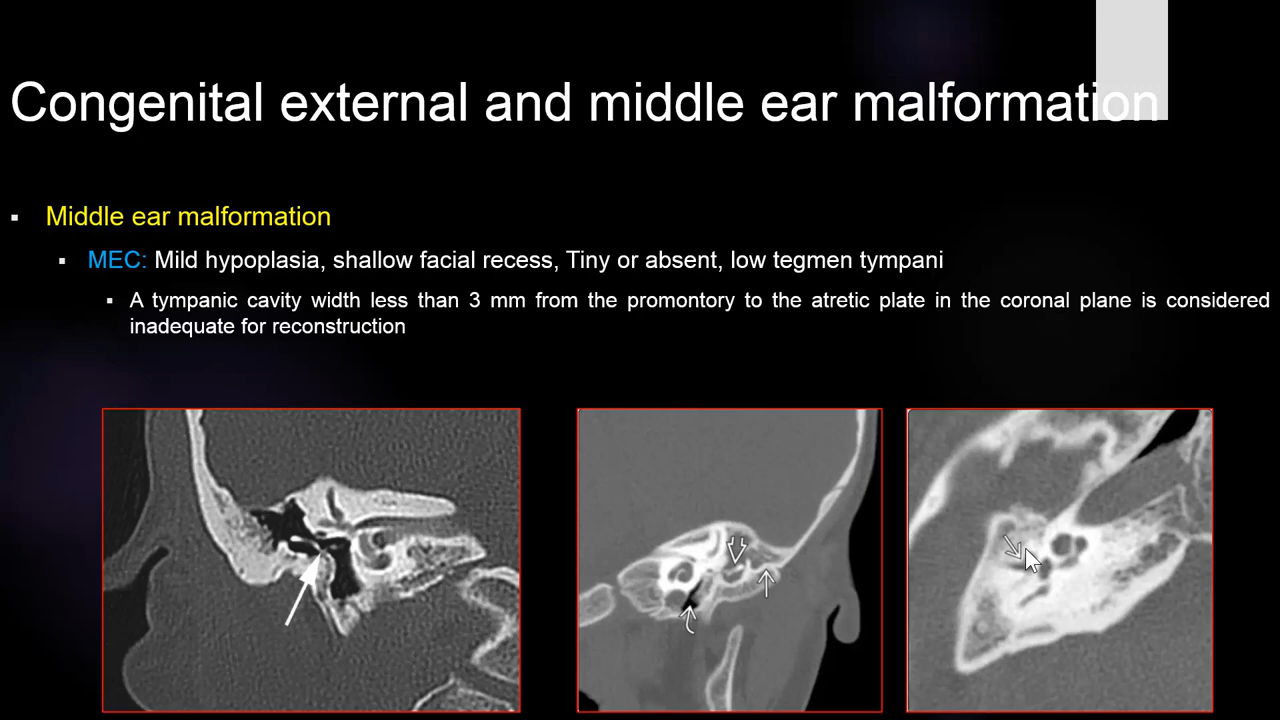 Congenital external and middle ear malformation
Middle ear malformation
MEC: Mild hypoplasia, shallow facial recess, Tiny or absent, low tegmen tympani
A tympanic cavity width less than 3 mm from the promontory to the atretic plate in the coronal plane is considered
inadequate for reconstruction